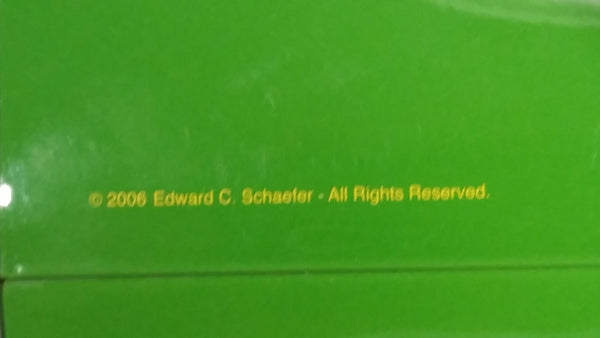 © 2006 Edward C. Schaefer - All Rights Reserved.